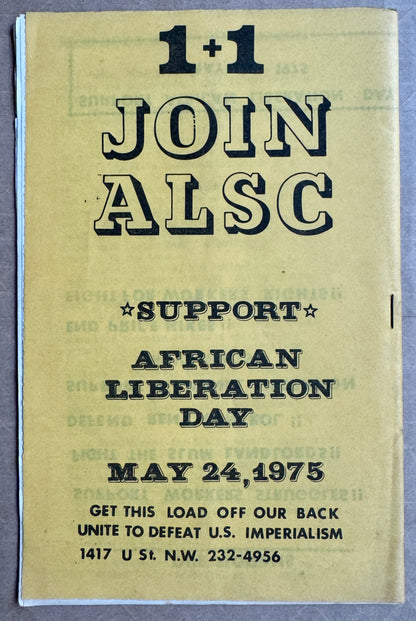 1+1
JOIN
ALSC
☆SUPPORT☆
AFRICAN
LIBERATION
DAY
MAY 24, 1975
GET THIS LOAD OFF OUR BACK
UNITE TO DEFEAT U.S. IMPERIALISM
1417 U St. N.W. 232-4956